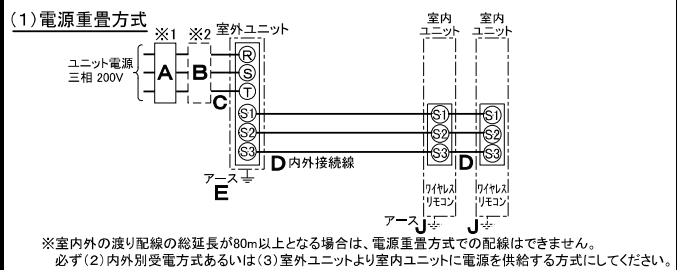 (1)電源重畳方式
※1 ※2 室外ユニット 室内ユニット 室内ユニット
ユニット電源
三相 200V
A B C
R
S
T
S1 S1 S1
S2 S2 S2
S3 S3 S3
D 内外接続線 D
アース
E
ワイヤレスリモコン ワイヤレスリモコン
アース J J
※室内外の渡り配線の総延長が80m以上となる場合は、電源重畳方式での配線はできません。
必ず(2)内外別受電方式あるいは(3)室外ユニットより室内ユニットに電源を供給する方式にしてください。